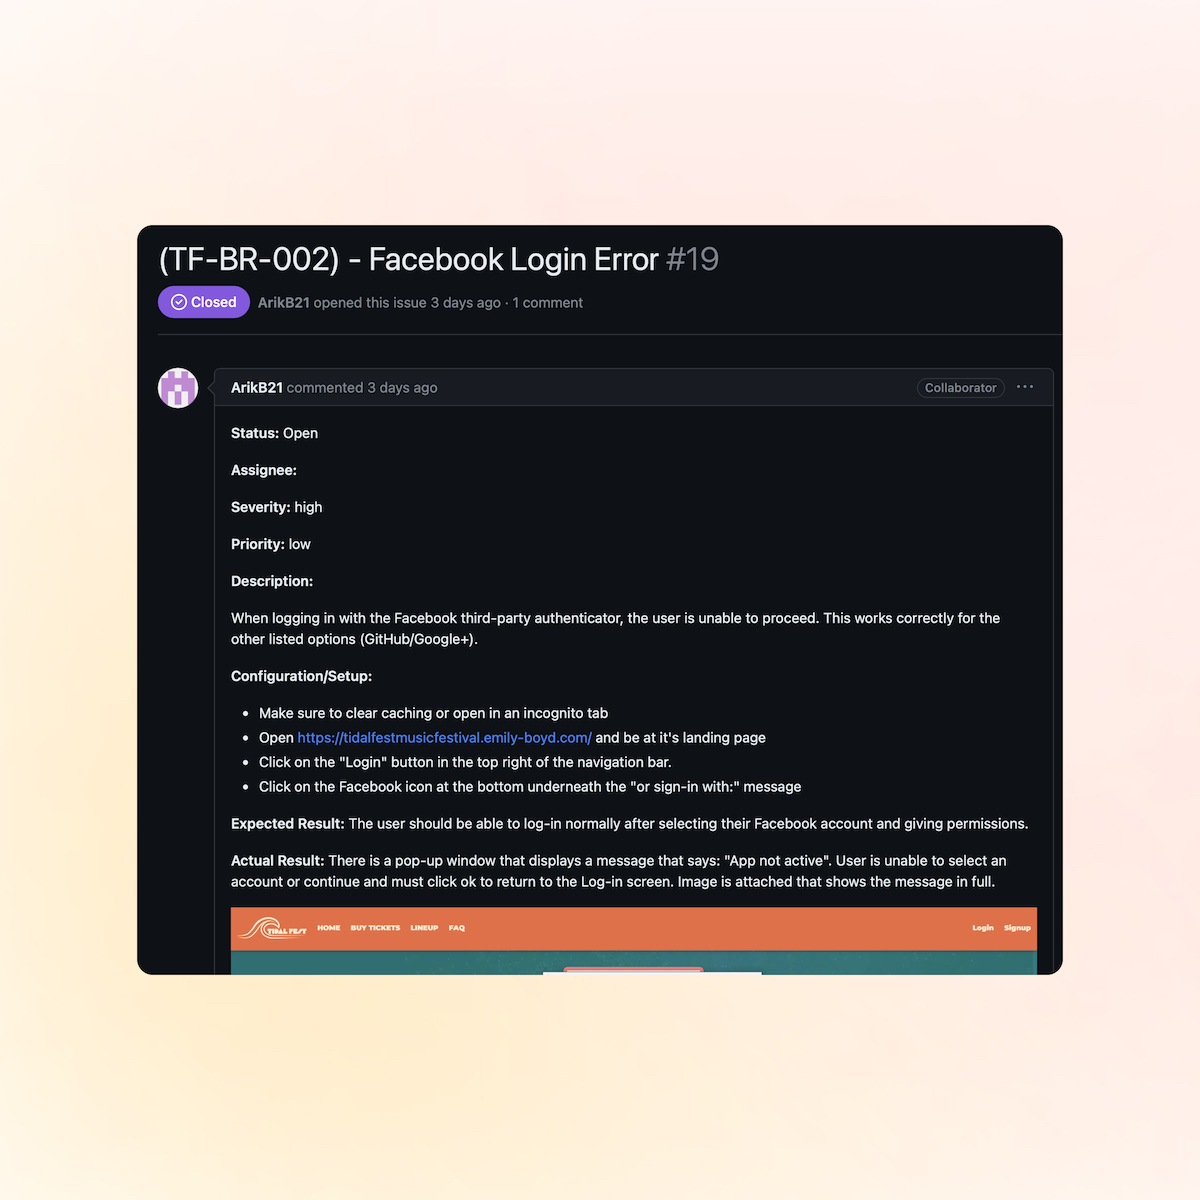 (TF-BR-002) - Facebook Login Error #19
Closed ArikB21 opened this issue 3 days ago · 1 comment
ArikB21 commented 3 days ago Collaborator ···
Status: Open
Assignee:
Severity: high
Priority: low
Description:
When logging in with the Facebook third-party authenticator, the user is unable to proceed. This works correctly for the
other listed options (GitHub/Google+).
Configuration/Setup:
• Make sure to clear caching or open in an incognito tab
• Open https://tidalfestmusicfestival.emily-boyd.com/ and be at it's landing page
• Click on the "Login" button in the top right of the navigation bar.
• Click on the Facebook icon at the bottom underneath the "or sign-in with:" message
Expected Result: The user should be able to log-in normally after selecting their Facebook account and giving permissions.
Actual Result: There is a pop-up window that displays a message that says: "App not active". User is unable to select an
account or continue and must click ok to return to the Log-in screen. Image is attached that shows the message in full.
TIDAL FEST HOME BUY TICKETS LINEUP FAQ Login Signup